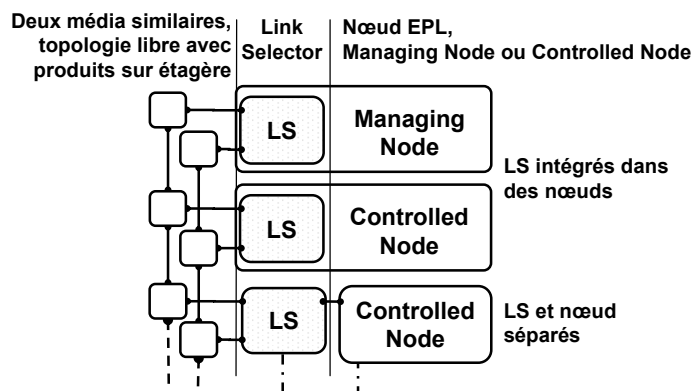 Deux média similaires,
topologie libre avec
produits sur étagère
Link
Selector
Nœud EPL,
Managing Node ou Controlled Node
LS
Managing
Node
LS intégrés dans
des nœuds
LS
Controlled
Node
LS
Controlled
Node
LS et nœud
séparés